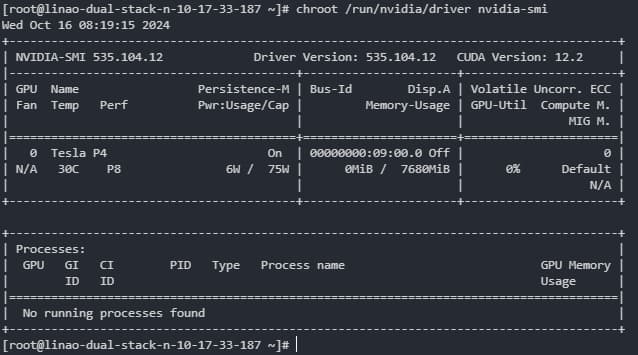 [root@linao-dual-stack-n-10-17-33-187 ~]# chroot /run/nvidia/driver nvidia-smi
Wed Oct 16 08:19:15 2024
+---------------------------------------------------------------------------------------+
| NVIDIA-SMI 535.104.12             Driver Version: 535.104.12   CUDA Version: 12.2     |
|-----------------------------------------+----------------------+----------------------+
| GPU  Name                 Persistence-M | Bus-Id        Disp.A | Volatile Uncorr. ECC |
| Fan  Temp   Perf          Pwr:Usage/Cap |         Memory-Usage | GPU-Util  Compute M. |
|                                         |                      |               MIG M. |
|=========================================+======================+======================|
|   0  Tesla P4                       On  | 00000000:09:00.0 Off |                    0 |
| N/A   30C    P8               6W /  75W |      0MiB /  7680MiB |      0%      Default |
|                                         |                      |                  N/A |
+-----------------------------------------+----------------------+----------------------+
+---------------------------------------------------------------------------------------+
| Processes:                                                                            |
|  GPU   GI   CI        PID   Type   Process name                            GPU Memory |
|        ID   ID                                                             Usage      |
|=======================================================================================|
|  No running processes found                                                           |
+---------------------------------------------------------------------------------------+
[root@linao-dual-stack-n-10-17-33-187 ~]#